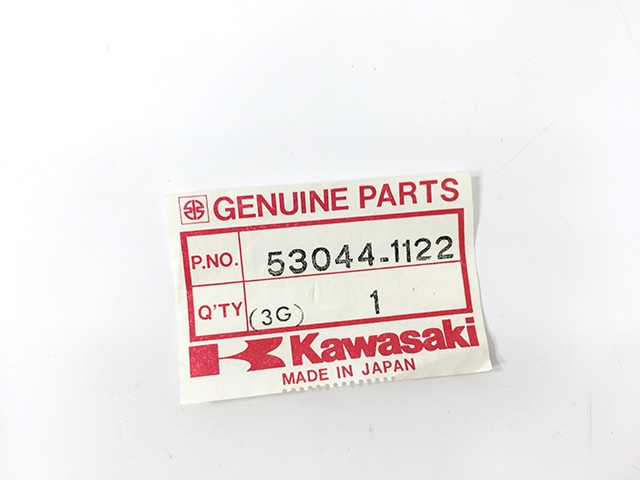 GENUINE PARTS
P.NO. 53044-1122
Q'TY (3G) 1
Kawasaki
MADE IN JAPAN